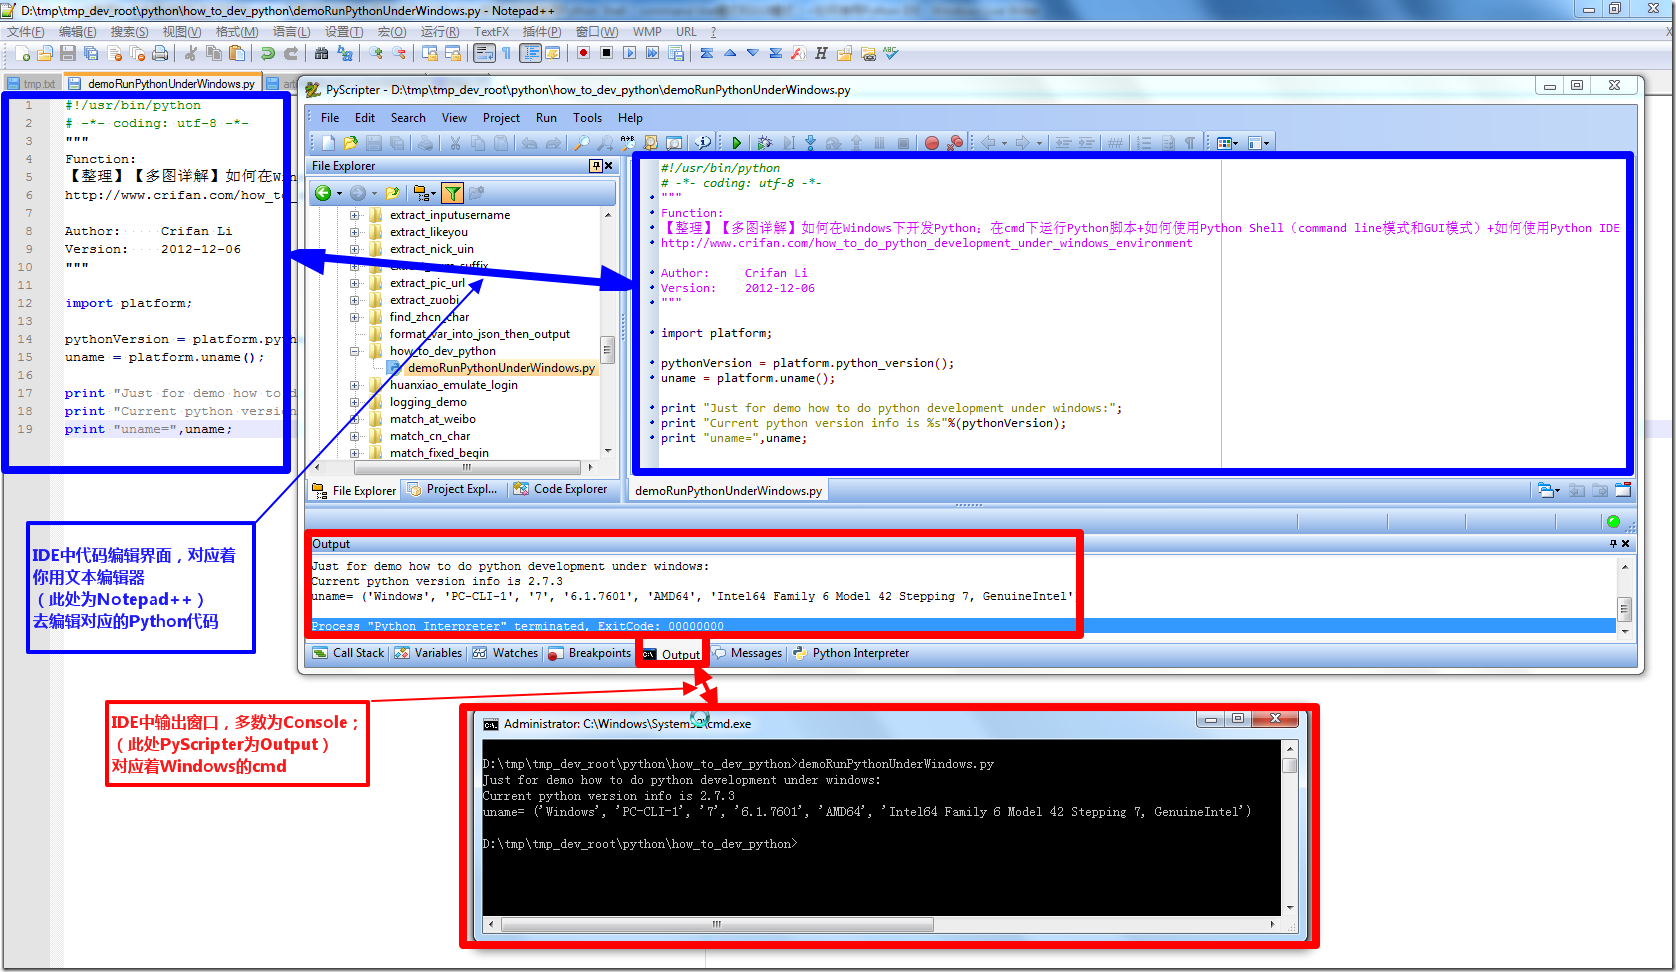 D:\tmp\tmp_dev_root\python\how_to_dev_python\demoRunPythonUnderWindows.py - Notepad++
文件(F) 编辑(E) 搜索(S) 视图(V) 格式(M) 语言(L) 设置(T) 宏(O) 运行(R) TextFX 插件(P) 窗口(W) WMP URL ?
tmp.txt demoRunPythonUnderWindows.py
1 #!/usr/bin/python
2 # -*- coding: utf-8 -*-
3 """
4 Function:
5 【整理】【多图详解】如何在Win
6 http://www.crifan.com/how_to_
7
8 Author: Crifan Li
9 Version: 2012-12-06
10 """
11
12 import platform;
13
14 pythonVersion = platform.pyth
15 uname = platform.uname();
16
17 print "Just for demo how to d
18 print "Current python version
19 print "uname=",uname;
PyScripter - D:\tmp\tmp_dev_root\python\how_to_dev_python\demoRunPythonUnderWindows.py
File Edit Search View Project Run Tools Help
File Explorer
extract_inputusername
extract_likeyou
extract_nick_uin
extract_pic_url
extract_zuobi
find_zhcn_char
format_var_into_json_then_output
how_to_dev_python
demoRunPythonUnderWindows.py
huanxiao_emulate_login
logging_demo
match_at_weibo
match_cn_char
match_fixed_begin
File Explorer Project Expl... Code Explorer
#!/usr/bin/python
# -*- coding: utf-8 -*-
"""
Function:
【整理】【多图详解】如何在Windows下开发Python：在cmd下运行Python脚本+如何使用Python Shell（command line模式和GUI模式）+如何使用Python IDE
http://www.crifan.com/how_to_do_python_development_under_windows_environment
Author: Crifan Li
Version: 2012-12-06
"""
import platform;
pythonVersion = platform.python_version();
uname = platform.uname();
print "Just for demo how to do python development under windows:";
print "Current python version info is %s"%(pythonVersion);
print "uname=",uname;
demoRunPythonUnderWindows.py
IDE中代码编辑界面，对应着
你用文本编辑器
（此处为Notepad++）
去编辑对应的Python代码
Output
Just for demo how to do python development under windows:
Current python version info is 2.7.3
uname= ('Windows', 'PC-CLI-1', '7', '6.1.7601', 'AMD64', 'Intel64 Family 6 Model 42 Stepping 7, GenuineIntel'
Process "Python Interpreter" terminated, ExitCode: 00000000
Call Stack Variables Watches Breakpoints Output Messages Python Interpreter
IDE中输出窗口，多数为Console；
（此处PyScripter为Output）
对应着Windows的cmd
Administrator: C:\Windows\System32\cmd.exe
D:\tmp\tmp_dev_root\python\how_to_dev_python>demoRunPythonUnderWindows.py
Just for demo how to do python development under windows:
Current python version info is 2.7.3
uname= ('Windows', 'PC-CLI-1', '7', '6.1.7601', 'AMD64', 'Intel64 Family 6 Model 42 Stepping 7, GenuineIntel')
D:\tmp\tmp_dev_root\python\how_to_dev_python>